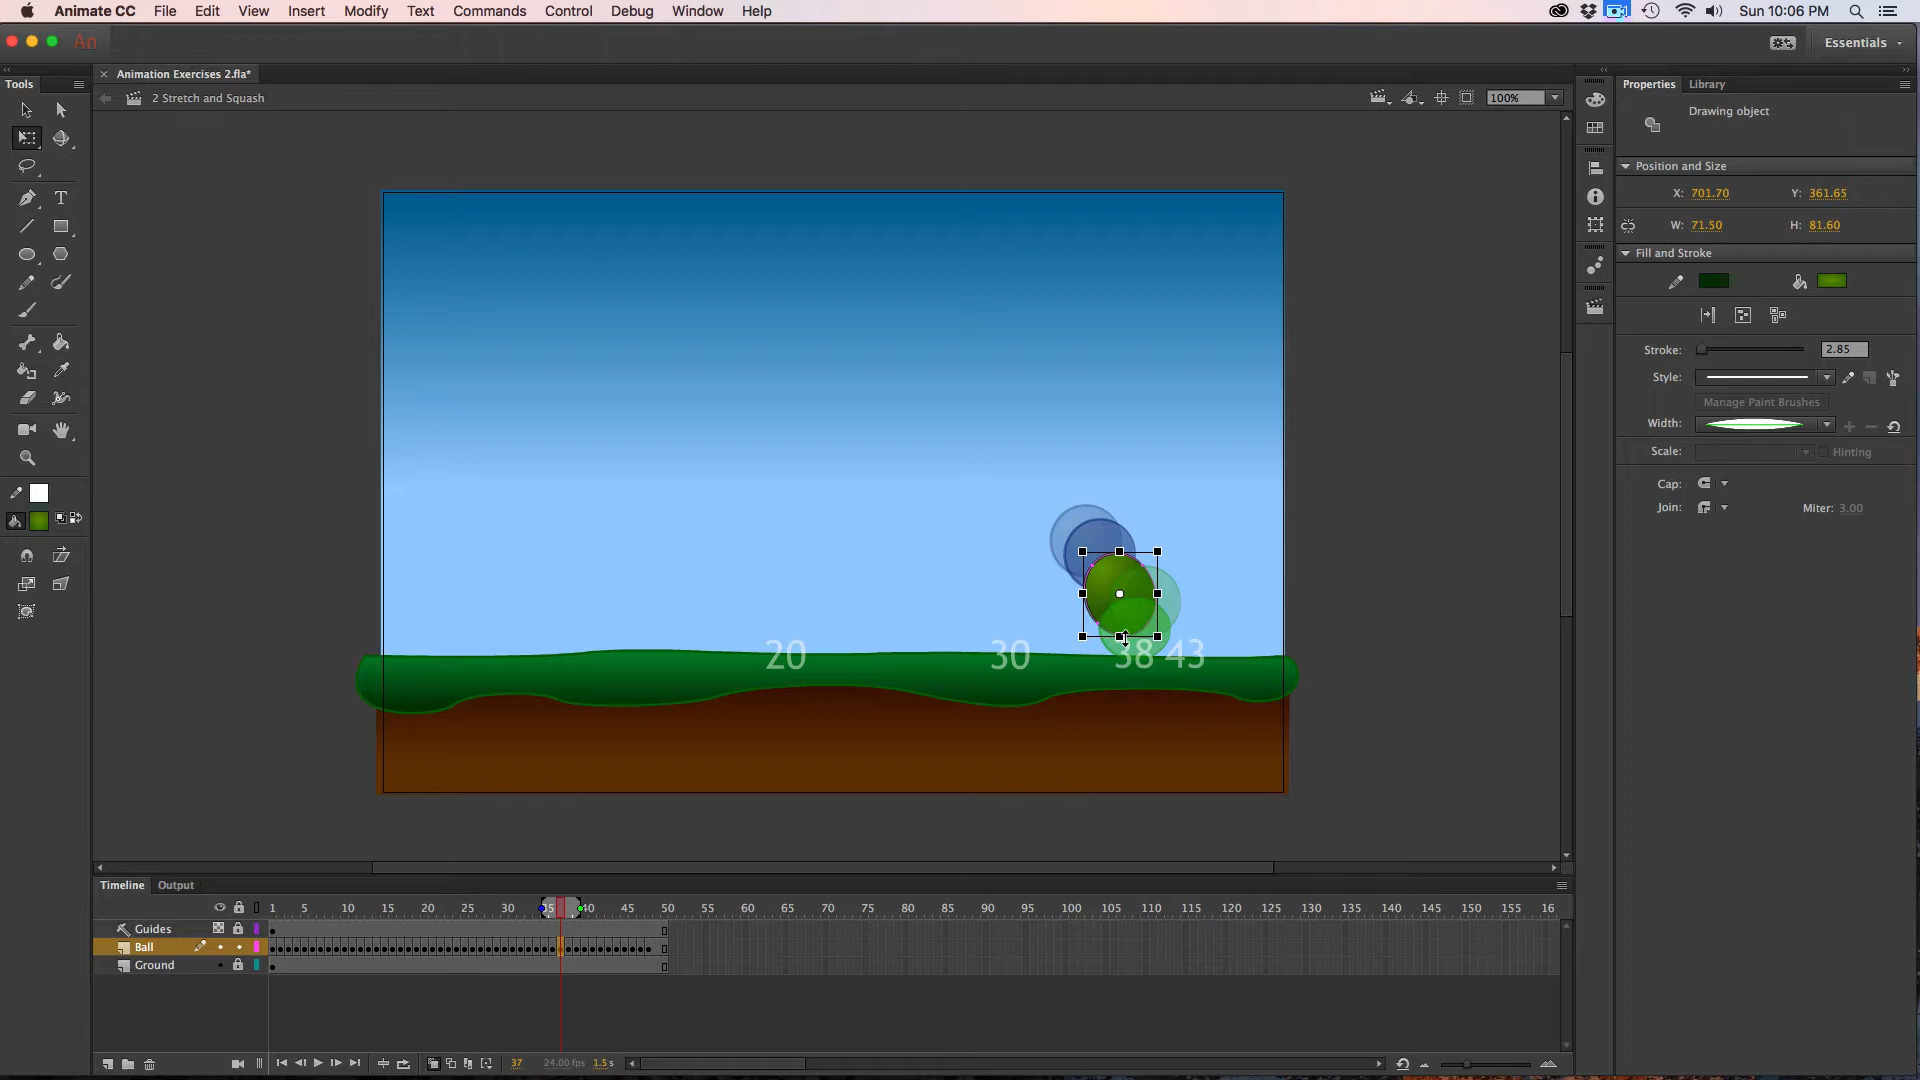 Animate CC File Edit View Insert Modify Text Commands Control Debug Window Help Sun 10:06 PM
An Essentials
Tools Animation Exercises 2.fla* Properties Library
2 Stretch and Squash 100%
Drawing object
Position and Size
X: 701.70 Y: 361.65
W: 71.50 H: 81.60
Fill and Stroke
Stroke: 2.85
Style:
Manage Paint Brushes
Width:
Scale: Hinting
Cap:
Join: Miter: 3.00
20 30 38 43
Timeline Output
1 5 10 15 20 25 30 35 40 45 50 55 60 65 70 75 80 85 90 95 100 105 110 115 120 125 130 135 140 145 150 155 16
Guides
Ball
Ground
37 24.00 fps 1.5 s